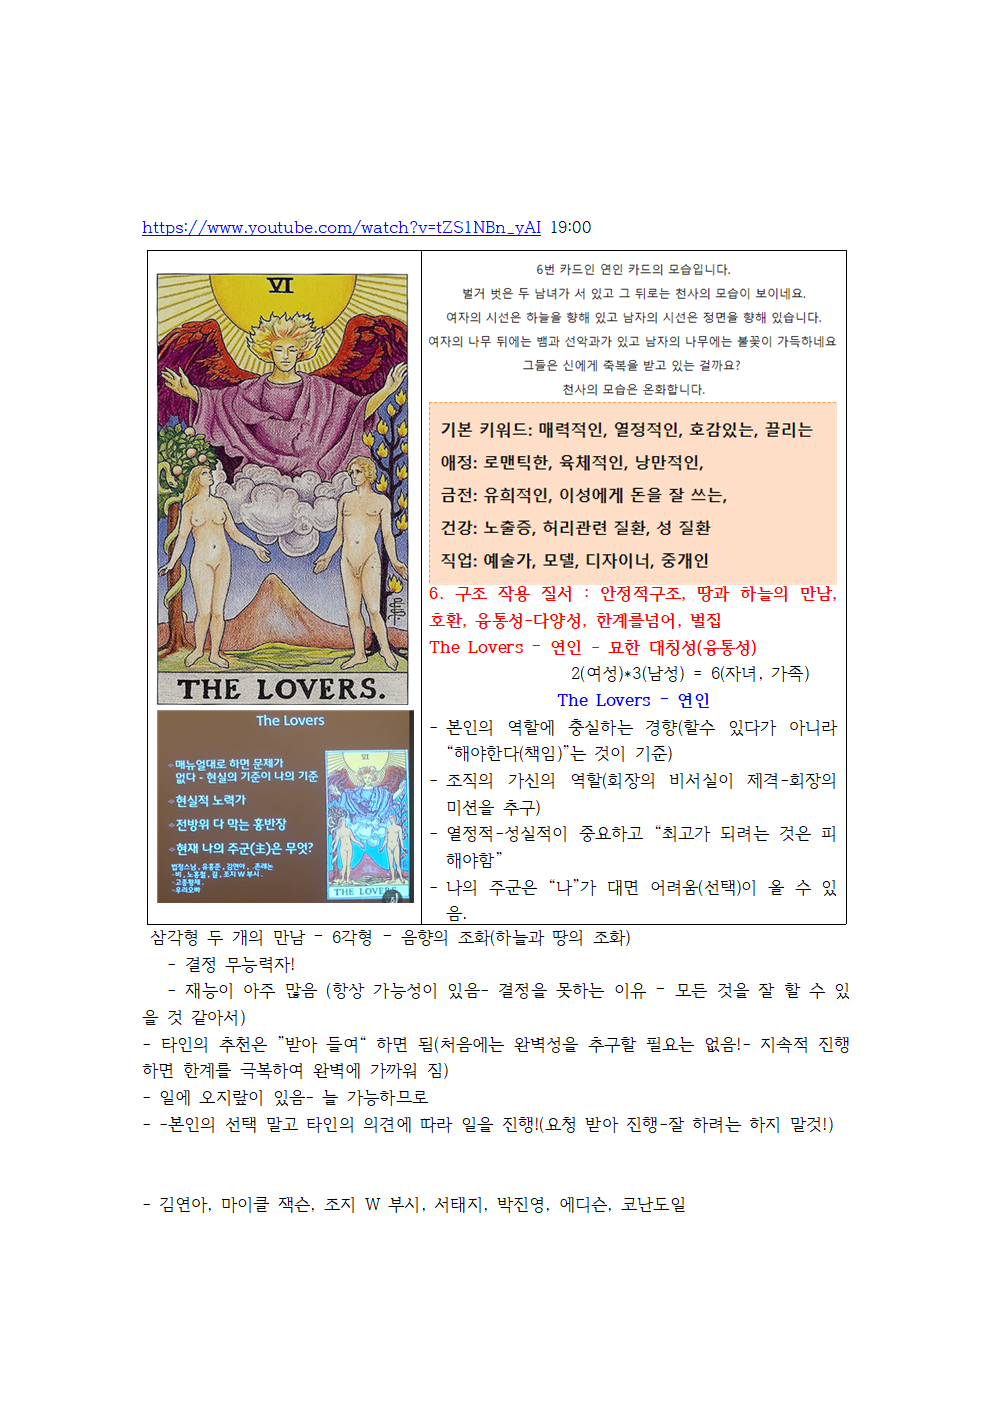 https://www.youtube.com/watch?v=tZS1NBn_yAI 19:00
VI
THE LOVERS.
The Lovers
매뉴얼대로 하면 문제가
없다 - 현실의 기준이 나의 기준
현실적 노력가
전방위 다 막는 홍반장
현재 나의 주군(主)은 무엇?
법정스님, 유홍준, 김연아, 존레논
비, 노홍철, 길, 조지 W 부시,
고종황제,
우리오빠
THE LOVERS
6번 카드인 연인 카드의 모습입니다.
벌거 벗은 두 남녀가 서 있고 그 뒤로는 천사의 모습이 보이네요.
여자의 시선은 하늘을 향해 있고 남자의 시선은 정면을 향해 있습니다.
여자의 나무 뒤에는 뱀과 선악과가 있고 남자의 나무에는 불꽃이 가득하네요
그들은 신에게 축복을 받고 있는 걸까요?
천사의 모습은 온화합니다.
기본 키워드: 매력적인, 열정적인, 호감있는, 끌리는
애정: 로맨틱한, 육체적인, 낭만적인,
금전: 유희적인, 이성에게 돈을 잘 쓰는,
건강: 노출증, 허리관련 질환, 성 질환
직업: 예술가, 모델, 디자이너, 중개인
6. 구조 작용 질서 : 안정적구조, 땅과 하늘의 만남,
호환, 융통성-다양성, 한계를넘어, 벌집
The Lovers - 연인 - 묘한 대칭성(융통성)
2(여성)*3(남성) = 6(자녀, 가족)
The Lovers - 연인
- 본인의 역할에 충실하는 경향(할수 있다가 아니라
“해야한다(책임)”는 것이 기준)
- 조직의 가신의 역할(회장의 비서실이 제격-회장의
미션을 추구)
- 열정적-성실적이 중요하고 “최고가 되려는 것은 피
해야함”
- 나의 주군은 “나”가 대면 어려움(선택)이 올 수 있
음.
삼각형 두 개의 만남 - 6각형 - 음향의 조화(하늘과 땅의 조화)
- 결정 무능력자!
- 재능이 아주 많음 (항상 가능성이 있음- 결정을 못하는 이유 - 모든 것을 잘 할 수 있
을 것 같아서)
- 타인의 추천은 ”받아 들여“ 하면 됨(처음에는 완벽성을 추구할 필요는 없음!- 지속적 진행
하면 한계를 극복하여 완벽에 가까워 짐)
- 일에 오지랖이 있음- 늘 가능하므로
- -본인의 선택 말고 타인의 의견에 따라 일을 진행!(요청 받아 진행-잘 하려는 하지 말것!)
- 김연아, 마이클 잭슨, 조지 W 부시, 서태지, 박진영, 에디슨, 코난도일